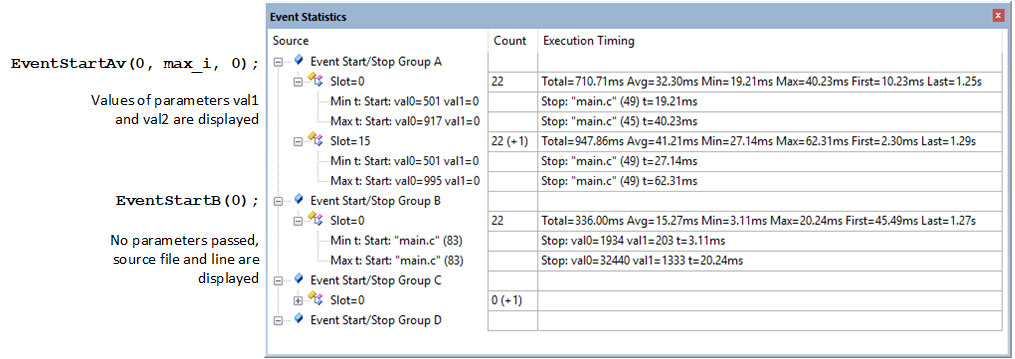 Event Statistics
Source Count Execution Timing
EventStartAv(0, max_i, 0);
Event Start/Stop Group A
Slot=0 22 Total=710.71ms Avg=32.30ms Min=19.21ms Max=40.23ms First=10.23ms Last=1.25s
Values of parameters val1
and val2 are displayed
Min t: Start: val0=501 val1=0 Stop: "main.c" (49) t=19.21ms
Max t: Start: val0=917 val1=0 Stop: "main.c" (45) t=40.23ms
Slot=15 22 (+1) Total=947.86ms Avg=41.21ms Min=27.14ms Max=62.31ms First=2.30ms Last=1.29s
Min t: Start: val0=501 val1=0 Stop: "main.c" (49) t=27.14ms
Max t: Start: val0=995 val1=0 Stop: "main.c" (49) t=62.31ms
EventStartB(0);
Event Start/Stop Group B
Slot=0 22 Total=336.00ms Avg=15.27ms Min=3.11ms Max=20.24ms First=45.49ms Last=1.27s
No parameters passed,
source file and line are
displayed
Min t: Start: "main.c" (83) Stop: val0=1934 val1=203 t=3.11ms
Max t: Start: "main.c" (83) Stop: val0=32440 val1=1333 t=20.24ms
Event Start/Stop Group C
Slot=0 0 (+1)
Event Start/Stop Group D